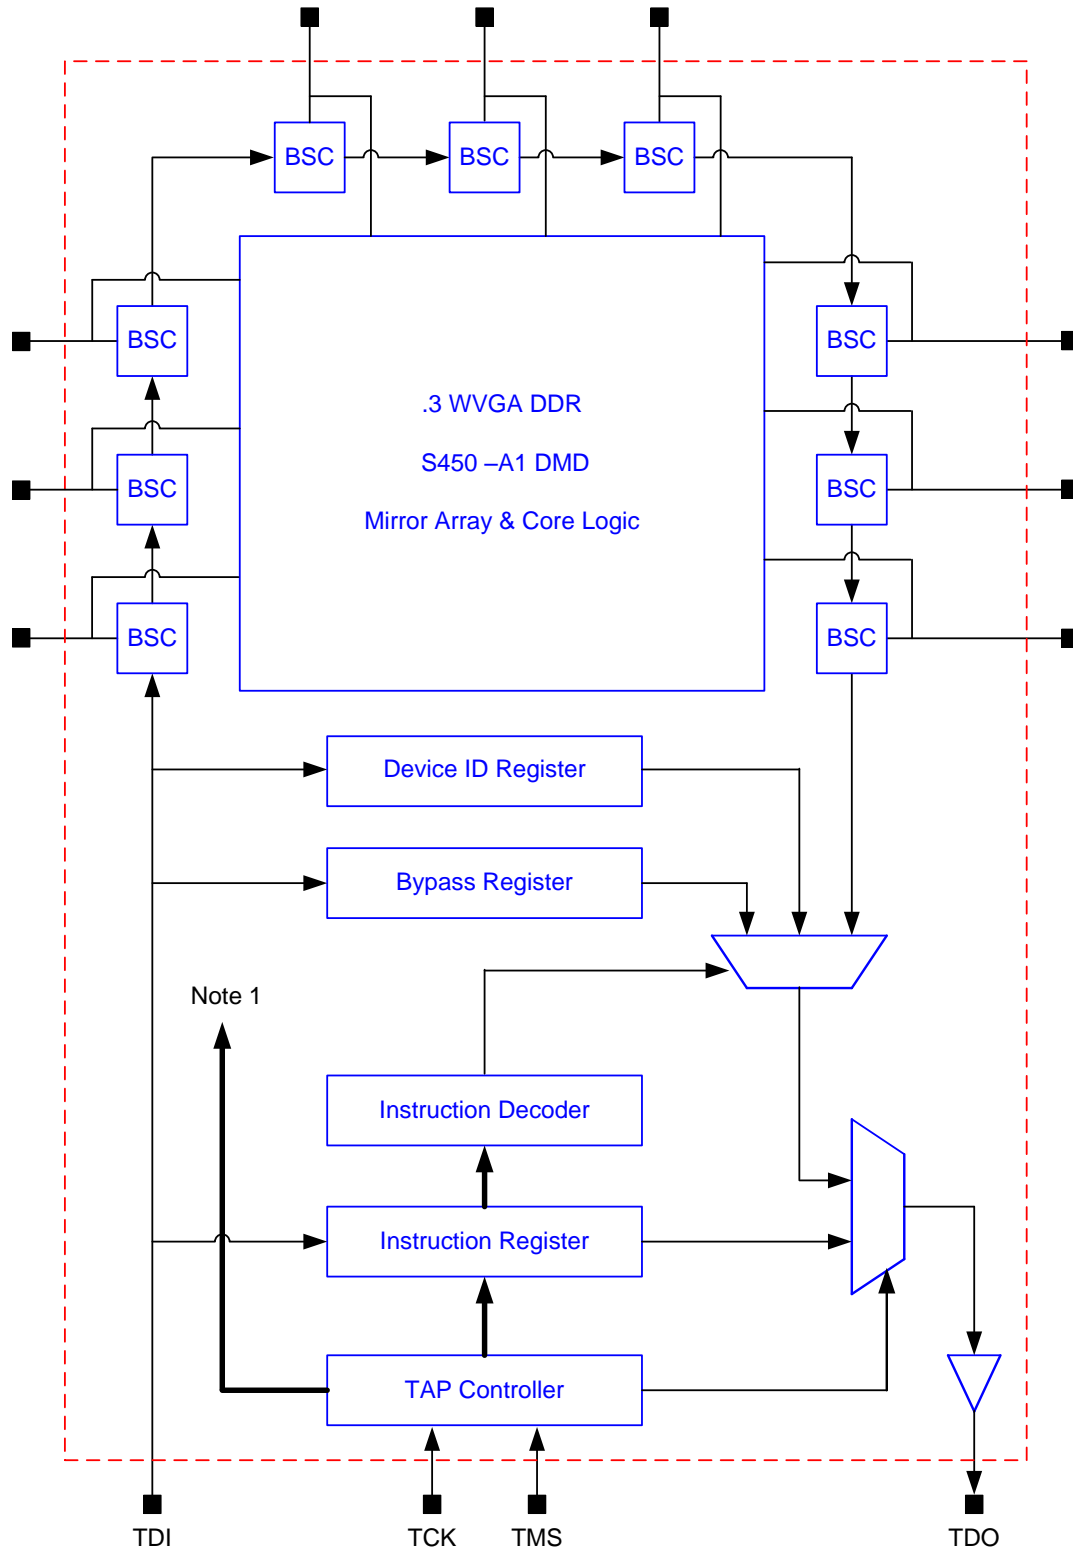 BSC
BSC
BSC
BSC
BSC
BSC
BSC
BSC
BSC
.3 WVGA DDR
S450 –A1 DMD
Mirror Array & Core Logic
Device ID Register
Bypass Register
Note 1
Instruction Decoder
Instruction Register
TAP Controller
TDI
TCK
TMS
TDO